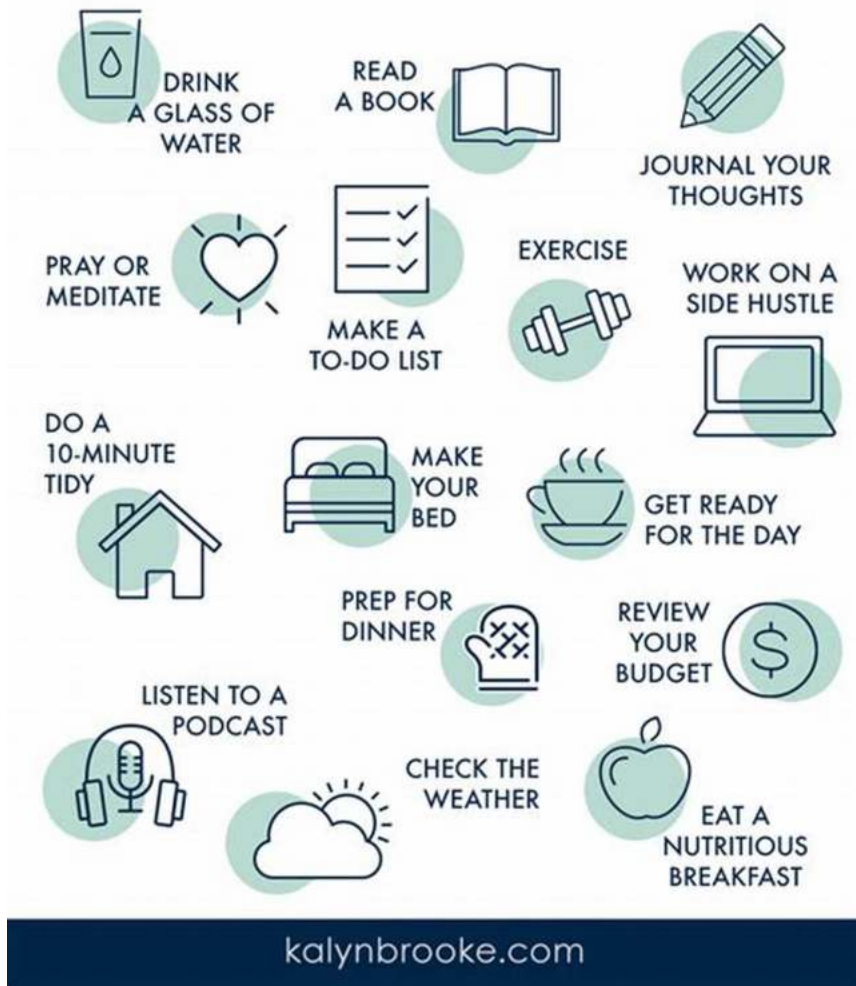 DRINK
A GLASS OF
WATER
READ
A BOOK
JOURNAL YOUR
THOUGHTS
PRAY OR
MEDITATE
MAKE A
TO-DO LIST
EXERCISE
WORK ON A
SIDE HUSTLE
DO A
10-MINUTE
TIDY
MAKE
YOUR
BED
GET READY
FOR THE DAY
PREP FOR
DINNER
REVIEW
YOUR
BUDGET
$
LISTEN TO A
PODCAST
CHECK THE
WEATHER
EAT A
NUTRITIOUS
BREAKFAST
kalynbrooke.com